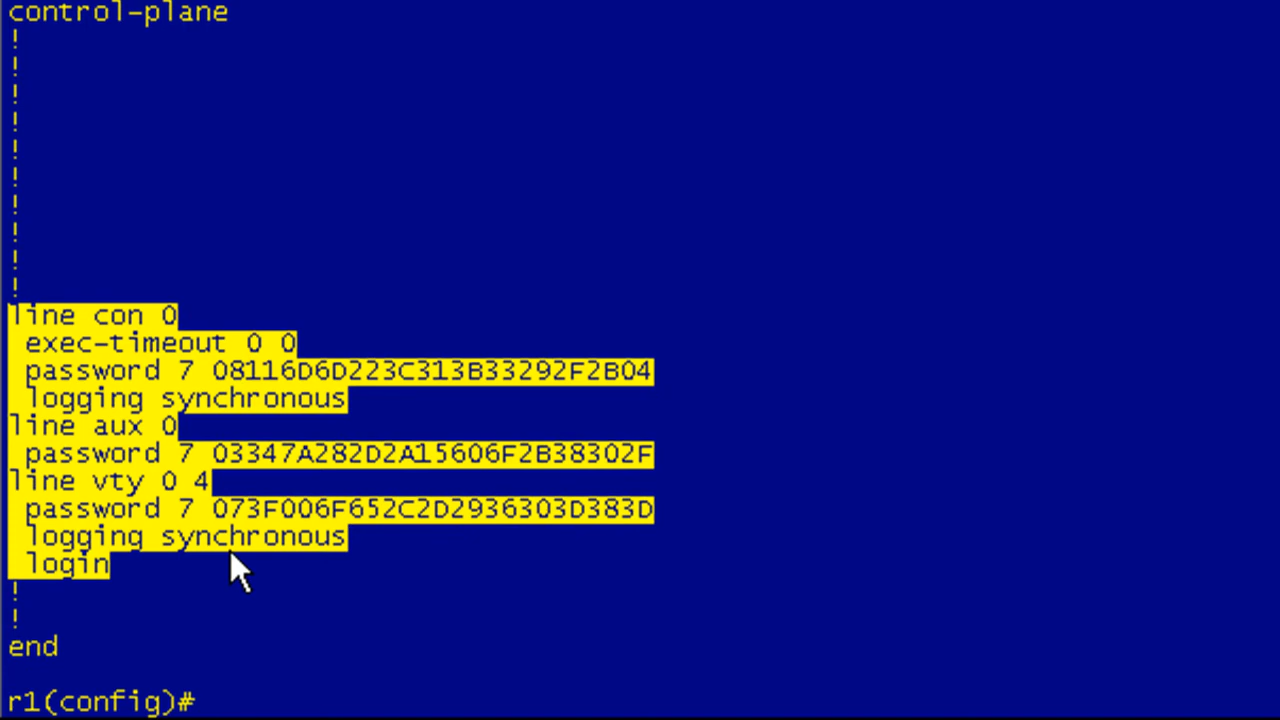 control-plane
!
!
!
!
!
!
!
!
!
!
line con 0
 exec-timeout 0 0
 password 7 08116D6D223C313B33292F2B04
 logging synchronous
line aux 0
 password 7 03347A282D2A15606F2B38302F
line vty 0 4
 password 7 073F006F652C2D2936303D383D
 logging synchronous
 login
!
!
end
r1(config)#